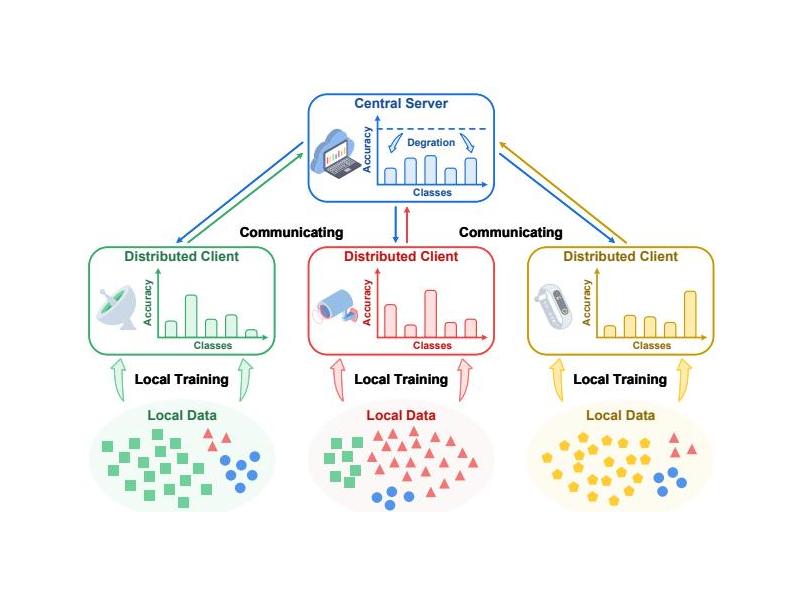 Central Server
Accuracy
Degration
Classes
Communicating
Communicating
Distributed Client
Accuracy
Classes
Distributed Client
Accuracy
Classes
Distributed Client
Accuracy
Classes
Local Training
Local Training
Local Training
Local Data
Local Data
Local Data